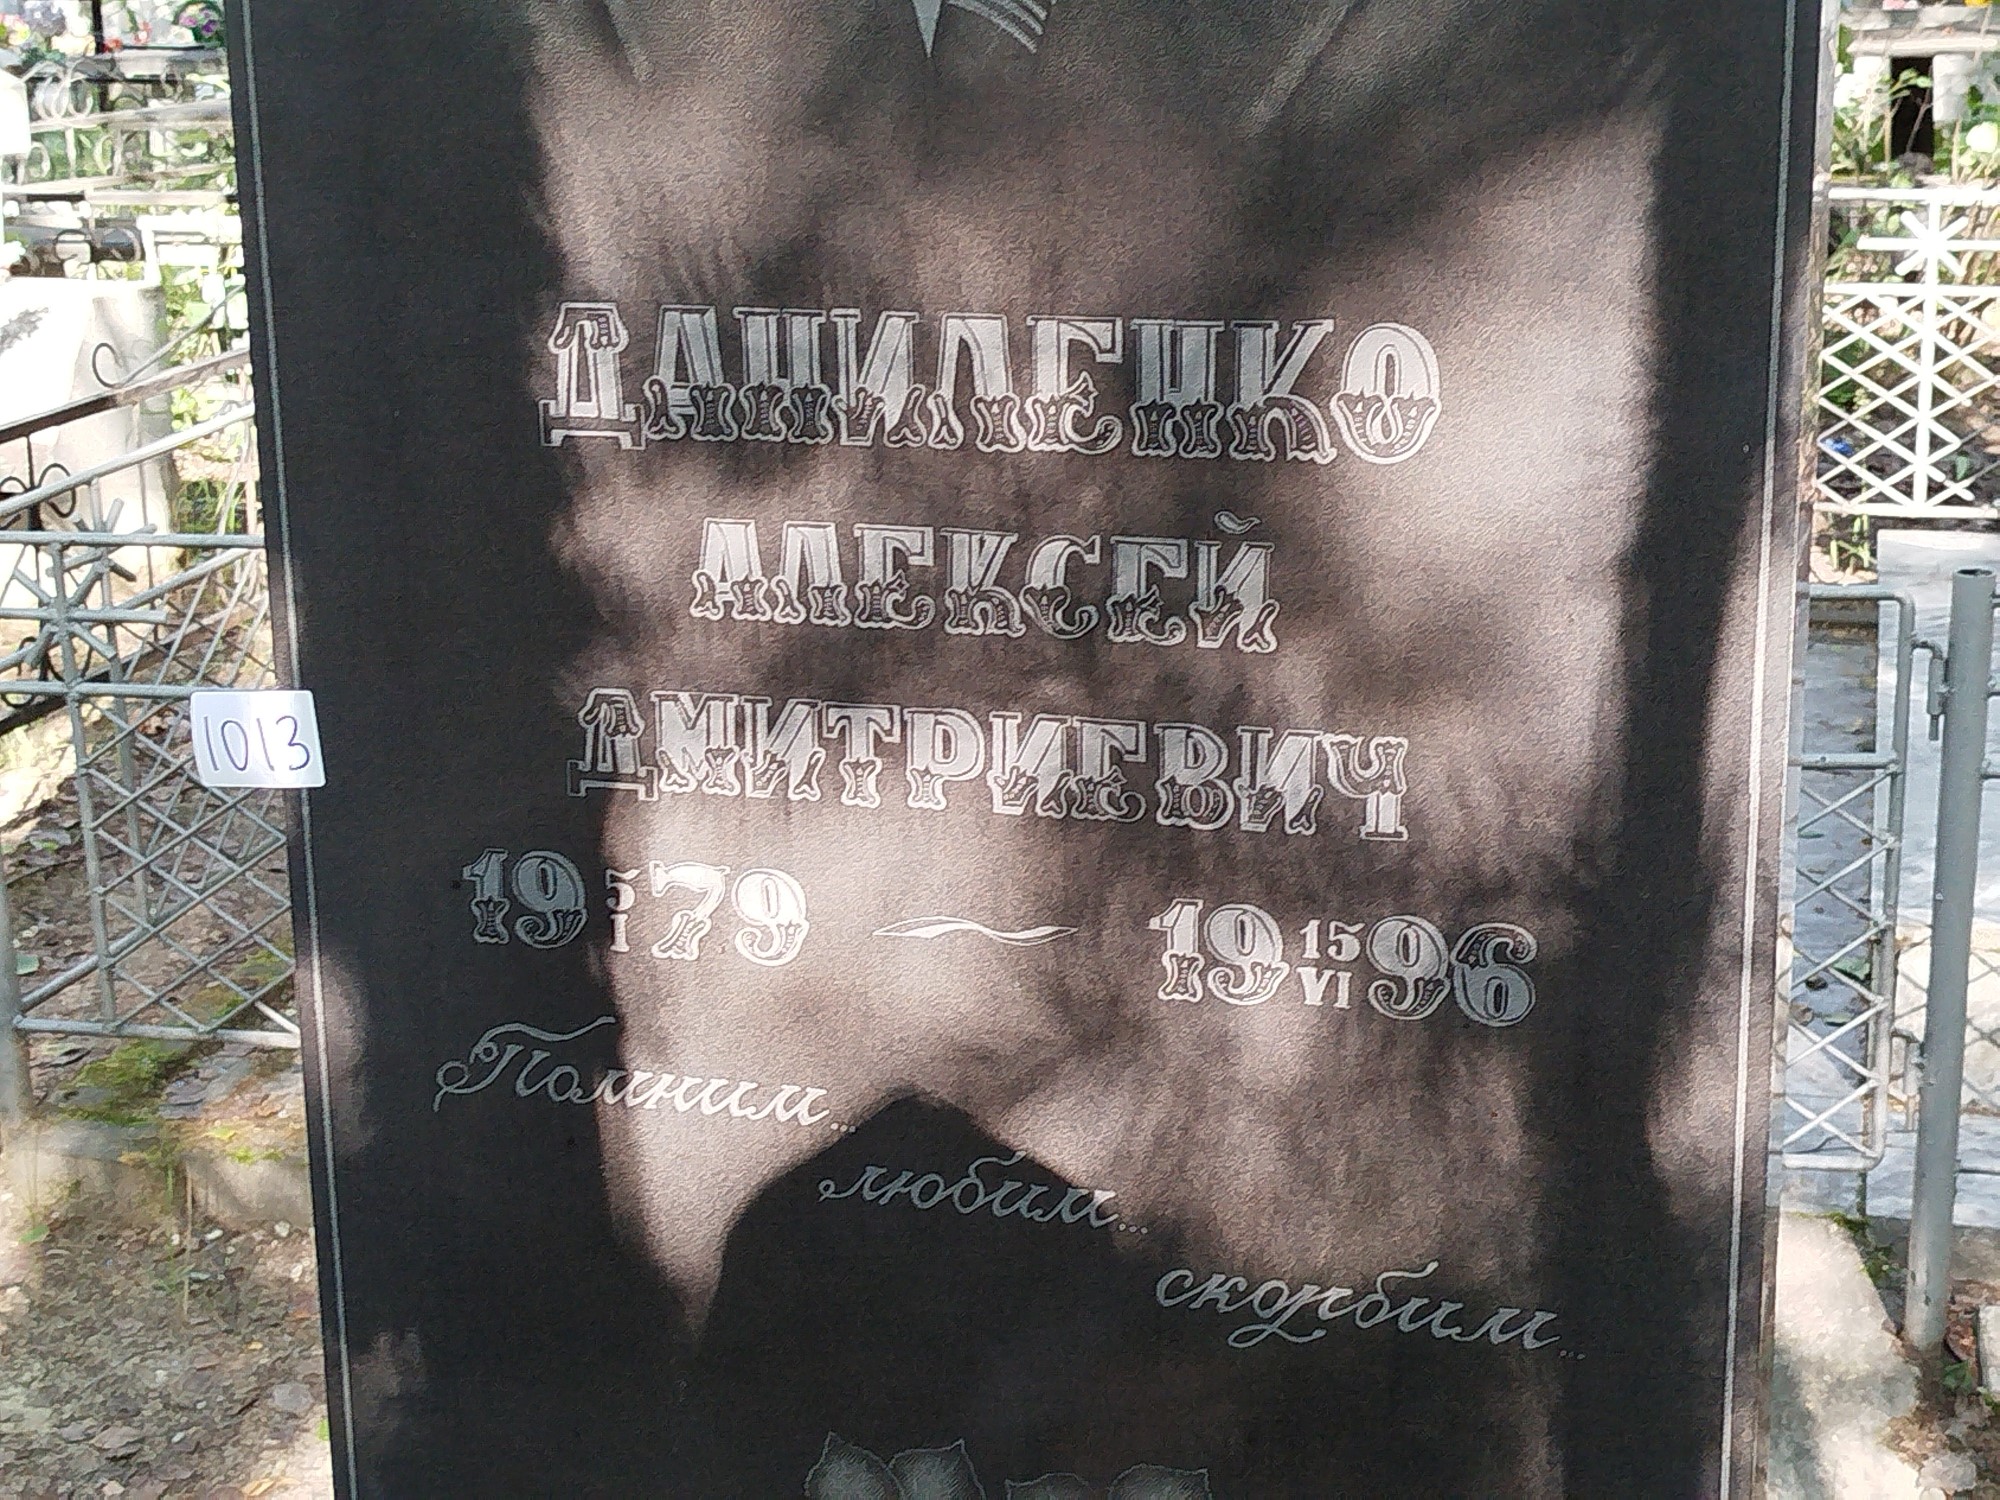 ДАНИЛЕНКО
АЛЕКСЕЙ
ДМИТРИЕВИЧ
1013
19 5/I 79 — 19 15/VI 96
Помним...
любим...
скорбим...